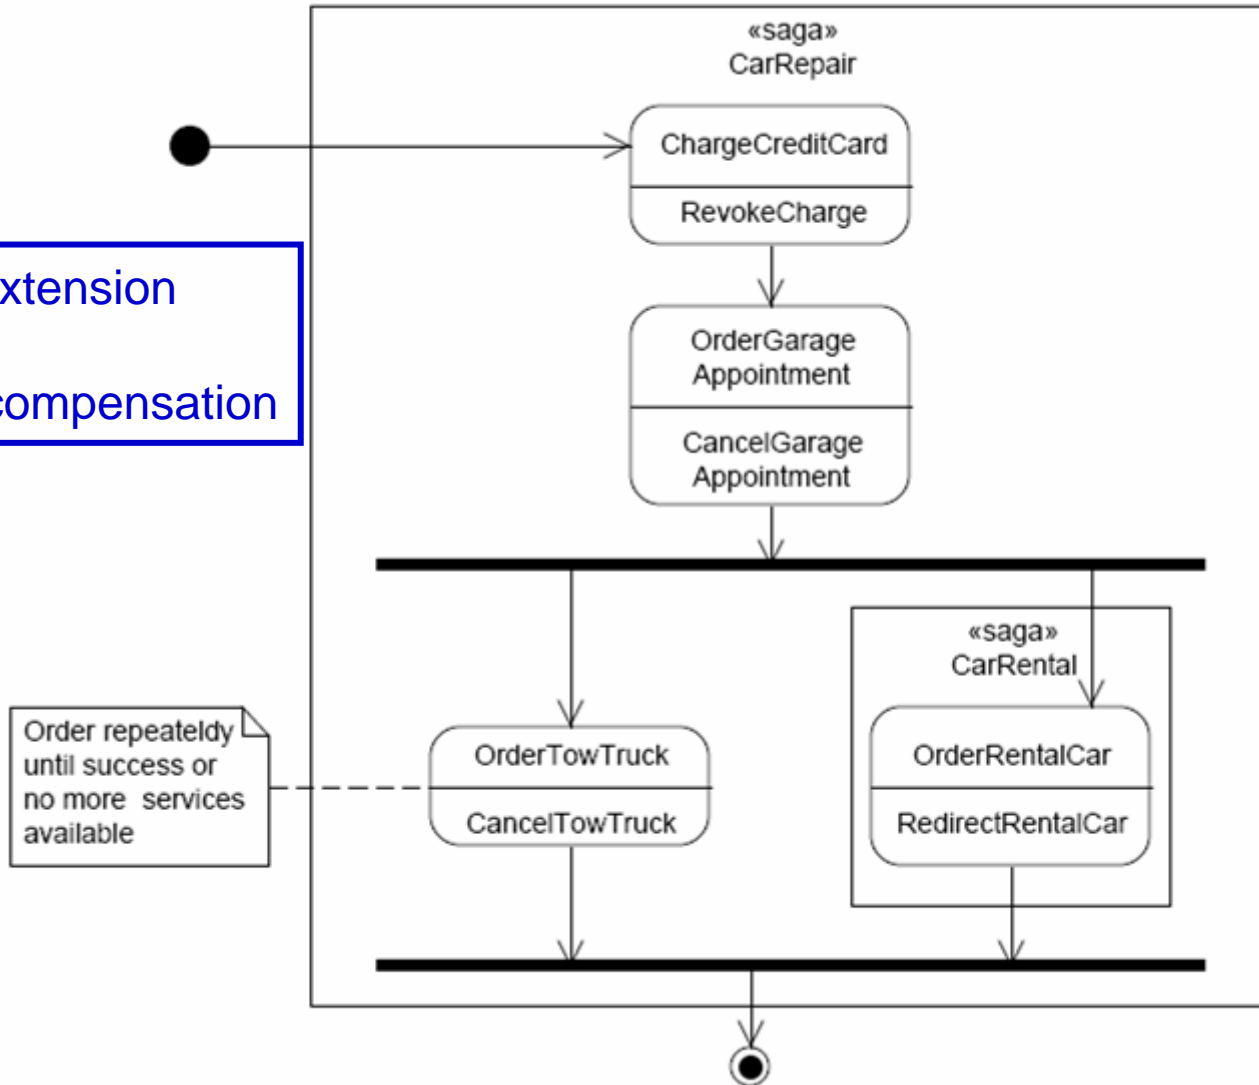 «saga»
CarRepair
ChargeCreditCard
RevokeCharge
xtension
compensation
OrderGarage
Appointment
CancelGarage
Appointment
«saga»
CarRental
Order repeateldy
until success or
no more services
available
OrderTowTruck
CancelTowTruck
OrderRentalCar
RedirectRentalCar